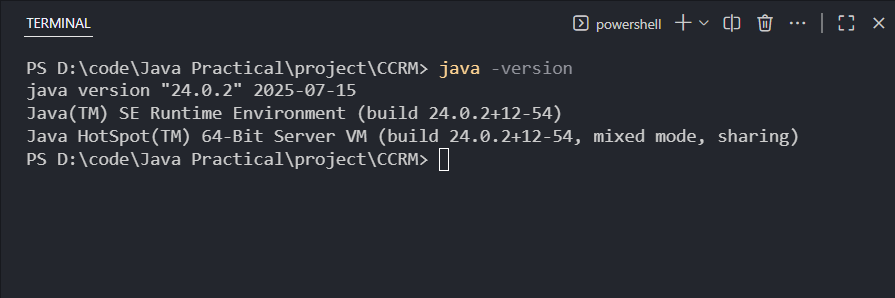 TERMINAL
powershell
PS D:\code\Java Practical\project\CCRM> java -version
java version "24.0.2" 2025-07-15
Java(TM) SE Runtime Environment (build 24.0.2+12-54)
Java HotSpot(TM) 64-Bit Server VM (build 24.0.2+12-54, mixed mode, sharing)
PS D:\code\Java Practical\project\CCRM>